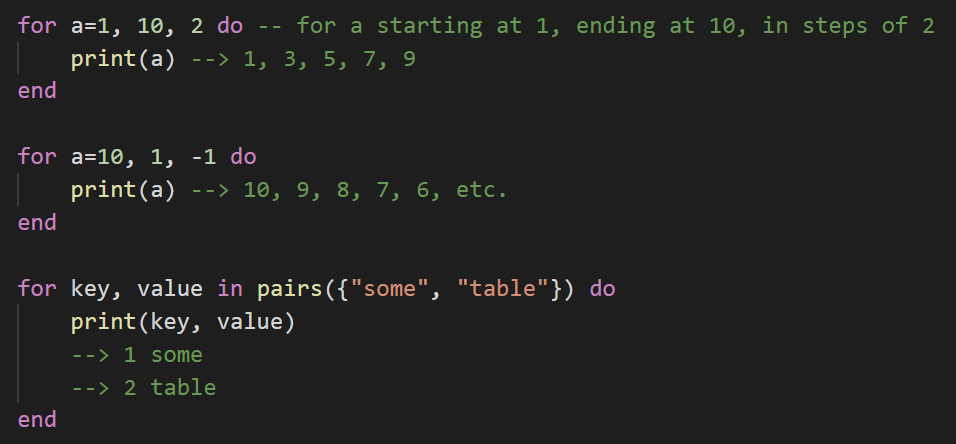 for a=1, 10, 2 do -- for a starting at 1, ending at 10, in steps of 2
    print(a) --> 1, 3, 5, 7, 9
end

for a=10, 1, -1 do
    print(a) --> 10, 9, 8, 7, 6, etc.
end

for key, value in pairs({"some", "table"}) do
    print(key, value)
    --> 1 some
    --> 2 table
end